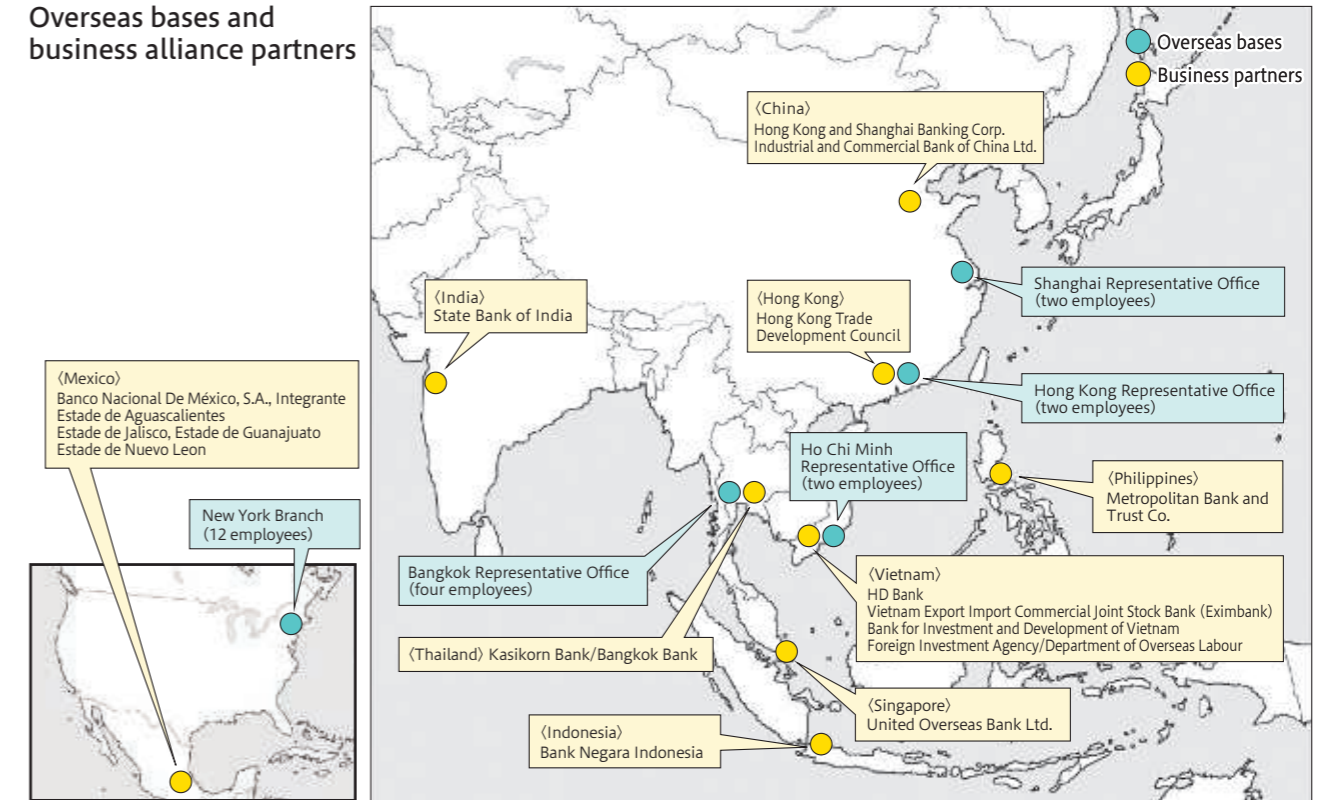 Overseas bases and
business alliance partners
Overseas bases
Business partners
〈China〉
Hong Kong and Shanghai Banking Corp.
Industrial and Commercial Bank of China Ltd.
Shanghai Representative Office
(two employees)
〈India〉
State Bank of India
〈Hong Kong〉
Hong Kong Trade
Development Council
Hong Kong Representative Office
(two employees)
〈Mexico〉
Banco Nacional De México, S.A., Integrante
Estade de Aguascalientes
Estade de Jalisco, Estade de Guanajuato
Estade de Nuevo Leon
Ho Chi Minh
Representative Office
(two employees)
〈Philippines〉
Metropolitan Bank and
Trust Co.
New York Branch
(12 employees)
Bangkok Representative Office
(four employees)
〈Vietnam〉
HD Bank
Vietnam Export Import Commercial Joint Stock Bank (Eximbank)
Bank for Investment and Development of Vietnam
Foreign Investment Agency/Department of Overseas Labour
〈Thailand〉 Kasikorn Bank/Bangkok Bank
〈Singapore〉
United Overseas Bank Ltd.
〈Indonesia〉
Bank Negara Indonesia